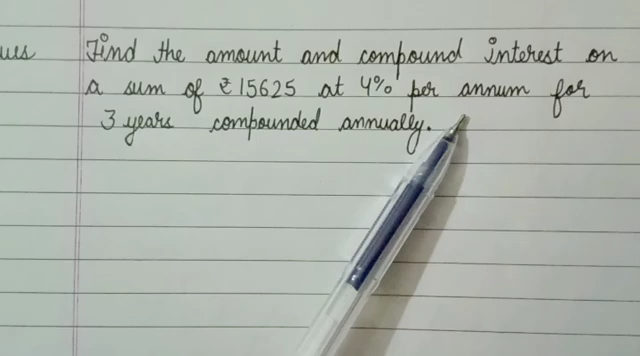 ues Find the amount and compound interest on
a sum of ₹15625 at 4% per annum for
3 years compounded annually.